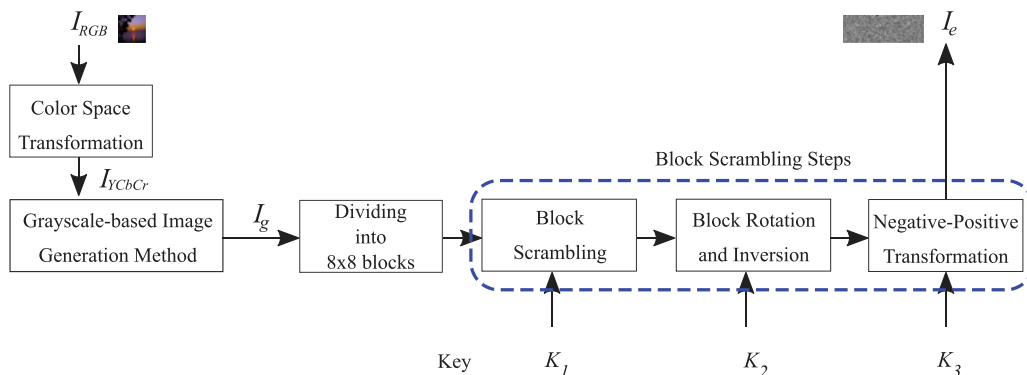 I_RGB
I_e
Color Space
Transformation
I_YCbCr
Block Scrambling Steps
Grayscale-based Image
Generation Method
I_g
Dividing
into
8x8 blocks
Block
Scrambling
Block Rotation
and Inversion
Negative-Positive
Transformation
Key
K_1
K_2
K_3